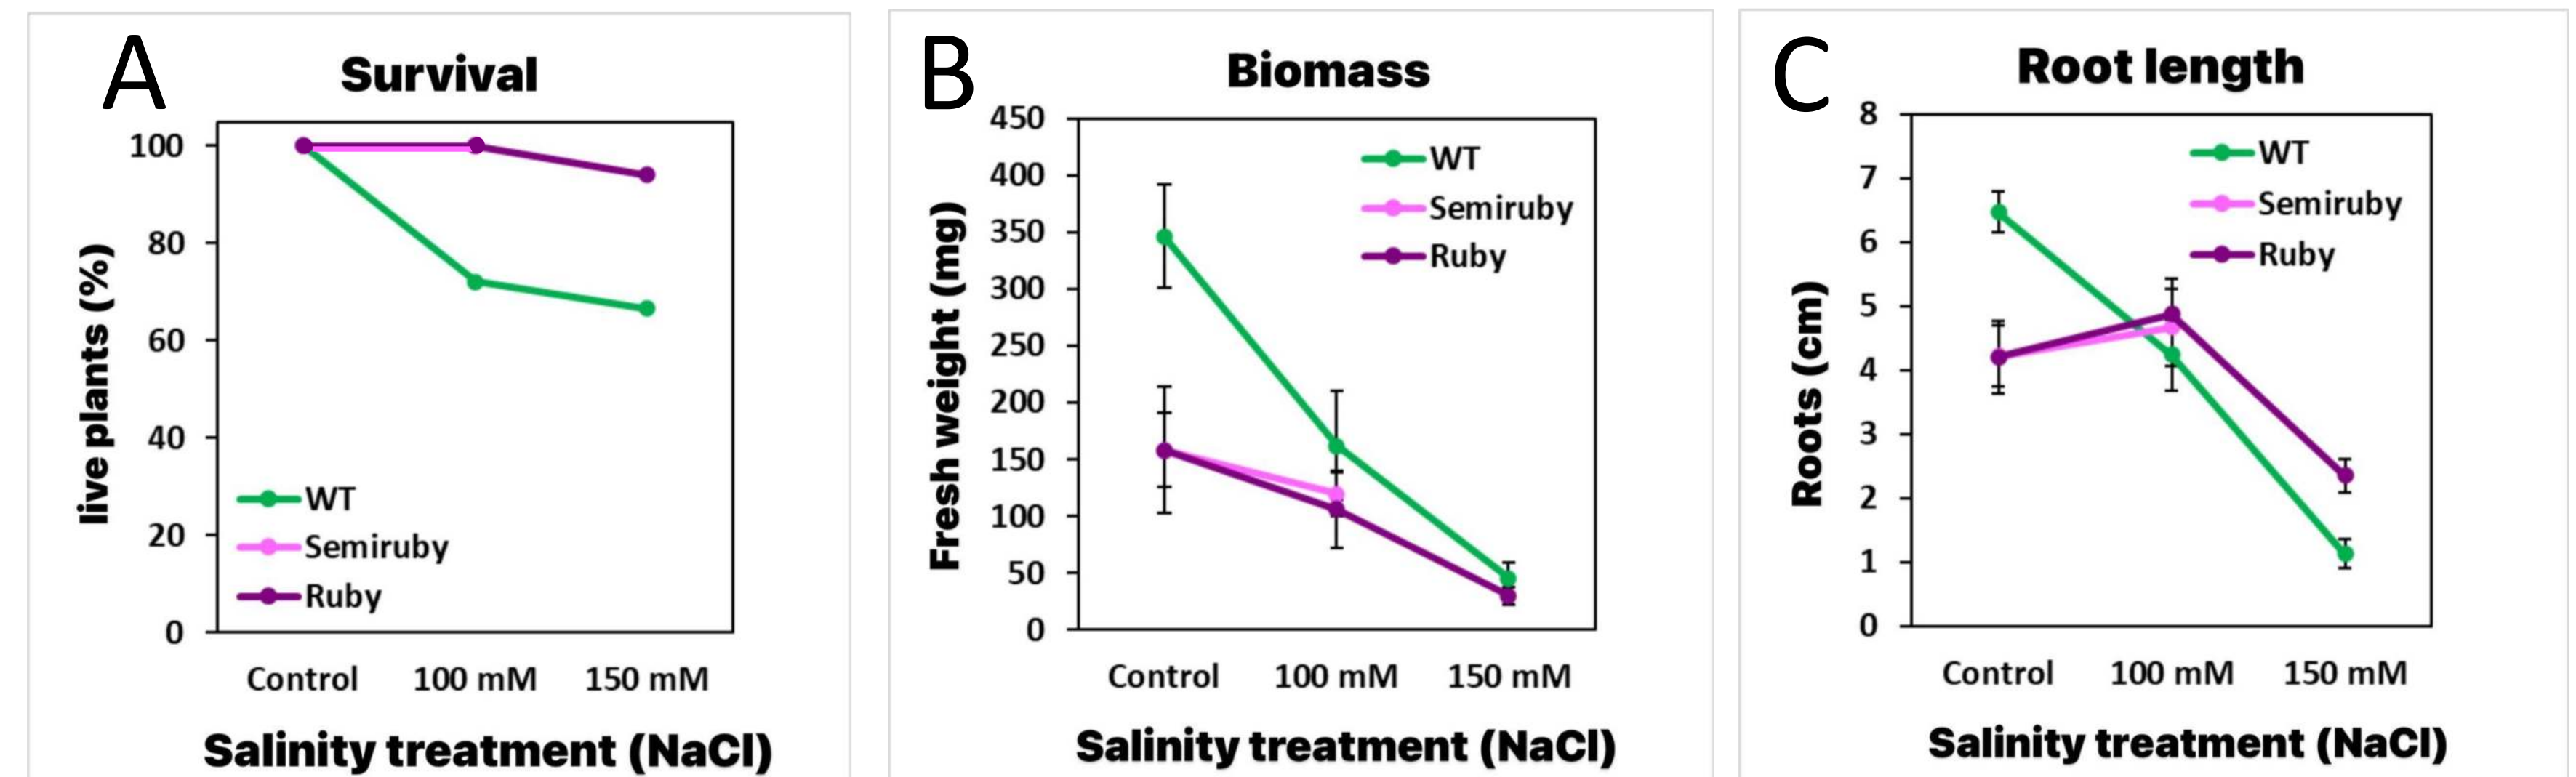 A
Survival
live plants (%)
100
80
60
40
20
0
WT
Semiruby
Ruby
Control 100 mM 150 mM
Salinity treatment (NaCl)
B
Biomass
Fresh weight (mg)
450
400
350
300
250
200
150
100
50
0
WT
Semiruby
Ruby
Control 100 mM 150 mM
Salinity treatment (NaCl)
C
Root length
Roots (cm)
8
7
6
5
4
3
2
1
0
WT
Semiruby
Ruby
Control 100 mM 150 mM
Salinity treatment (NaCl)